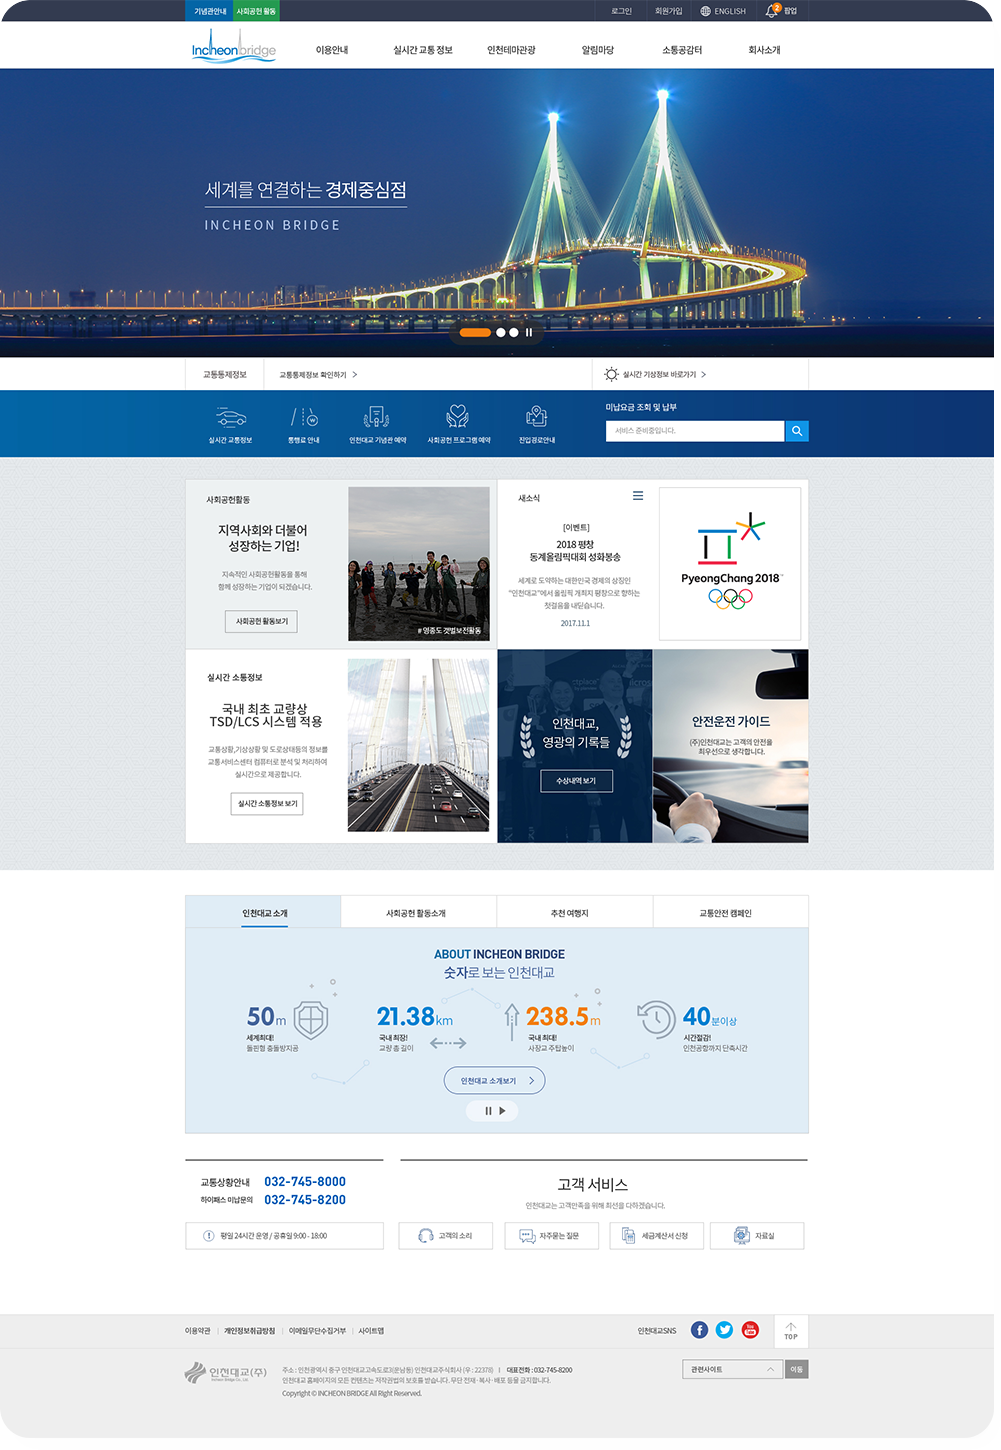 기념관안내
사회공헌 활동
로그인
회원가입
ENGLISH
2
팝업
Incheonbridge
이용안내
실시간 교통 정보
인천테마관광
알림마당
소통공감터
회사소개
세계를 연결하는 경제중심점
INCHEON BRIDGE
교통통제정보
교통통제정보 확인하기 >
실시간 기상정보 바로가기 >
실시간 교통정보
통행료 안내
인천대교 기념관 예약
사회공헌 프로그램 예약
진입경로안내
미납요금 조회 및 납부
서비스 준비중입니다.
사회공헌활동
지역사회와 더불어
성장하는 기업!
지속적인 사회공헌활동을 통해
함께 성장하는 기업이 되겠습니다.
사회공헌 활동보기
# 영종도 갯벌보전활동
새소식
[이벤트]
2018 평창
동계올림픽대회 성화봉송
세계로 도약하는 대한민국 경제의 상징인
"인천대교"에서 올림픽 개최지 평창으로 향하는
첫걸음을 내딛습니다.
2017.11.1
PyeongChang 2018™
실시간 소통정보
국내 최초 교량상
TSD/LCS 시스템 적용
교통상황,기상상황 및 도로상태등의 정보를
교통서비스센터 컴퓨터로 분석 및 처리하여
실시간으로 제공합니다.
실시간 소통정보 보기
인천대교,
영광의 기록들
수상내역 보기
안전운전 가이드
(주)인천대교는 고객의 안전을
최우선으로 생각합니다.
인천대교 소개
사회공헌 활동소개
추천 여행지
교통안전 캠페인
ABOUT INCHEON BRIDGE
숫자로 보는 인천대교
50m
세계최대!
돌핀형 충돌방지공
21.38km
국내 최장!
교량 총 길이
238.5m
국내 최대!
사장교 주탑높이
40분이상
시간절감!
인천공항까지 단축시간
인천대교 소개보기 >
교통상황안내 032-745-8000
하이패스 미납문의 032-745-8200
평일 24시간 운영 / 공휴일 9:00 - 18:00
고객 서비스
인천대교는 고객만족을 위해 최선을 다하겠습니다.
고객의 소리
자주묻는 질문
세금계산서 신청
자료실
이용약관 | 개인정보취급방침 | 이메일무단수집거부 | 사이트맵
인천대교SNS
You
Tube
TOP
인천대교(주)
Incheon Bridge Co., Ltd.
주소 : 인천광역시 중구 인천대교고속도로3(운남동) 인천대교주식회사 (우 : 22378) | 대표전화 : 032-745-8200
인천대교 홈페이지의 모든 컨텐츠는 저작권법의 보호를 받습니다. 무단 전재·복사·배포 등을 금지합니다.
Copyright © INCHEON BRIDGE All Right Reserved.
관련사이트
이동